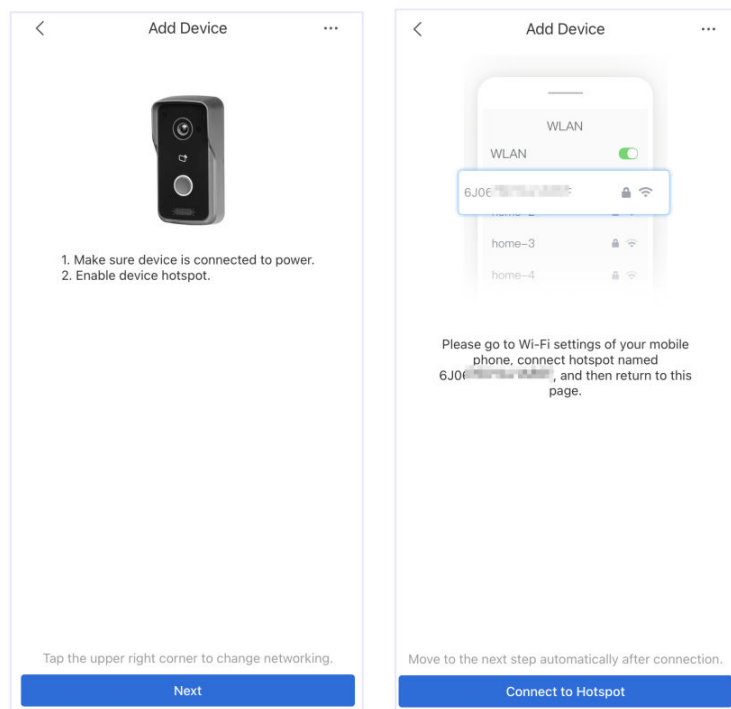 Add Device
...
1. Make sure device is connected to power.
2. Enable device hotspot.
Tap the upper right corner to change networking.
Next
Add Device
...
WLAN
WLAN
6J06
home-2
home-3
home-4
Please go to Wi-Fi settings of your mobile
phone, connect hotspot named
6J06 , and then return to this
page.
Move to the next step automatically after connection.
Connect to Hotspot